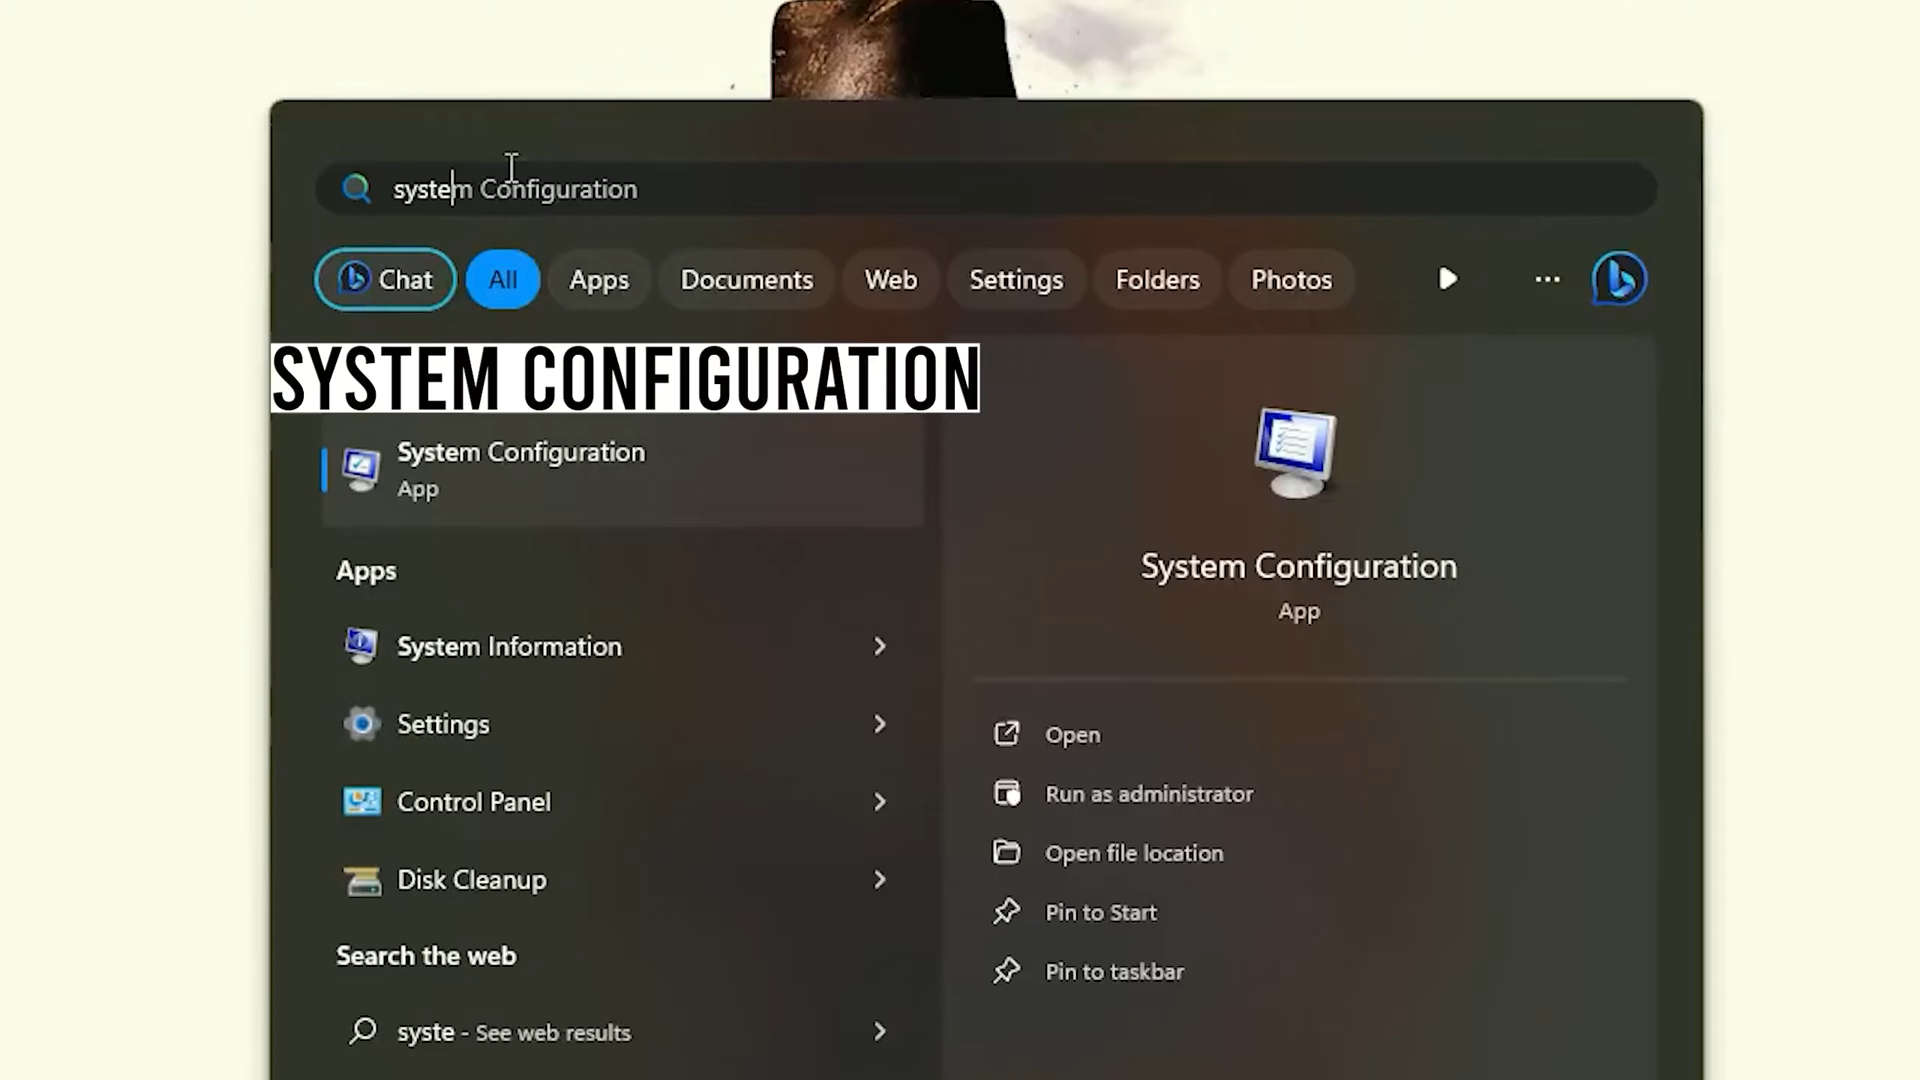 system Configuration
Chat All Apps Documents Web Settings Folders Photos ...
SYSTEM CONFIGURATION
System Configuration
App
Apps
System Information
Settings
Control Panel
Disk Cleanup
Search the web
syste - See web results
System Configuration
App
Open
Run as administrator
Open file location
Pin to Start
Pin to taskbar